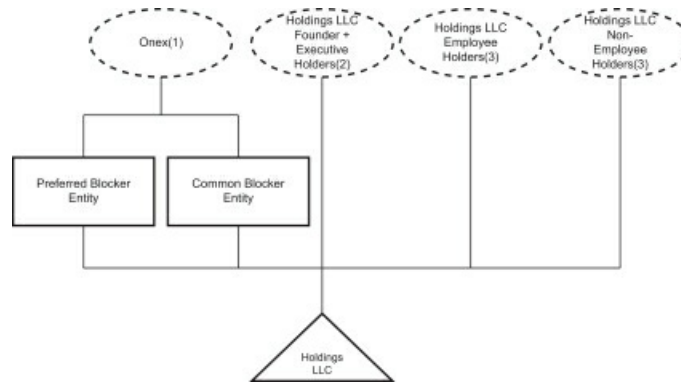 Onex(1)
Holdings LLC
Founder +
Executive
Holders(2)
Holdings LLC
Employee
Holders(3)
Holdings LLC
Non-
Employee
Holders(3)
Preferred Blocker
Entity
Common Blocker
Entity
Holdings
LLC